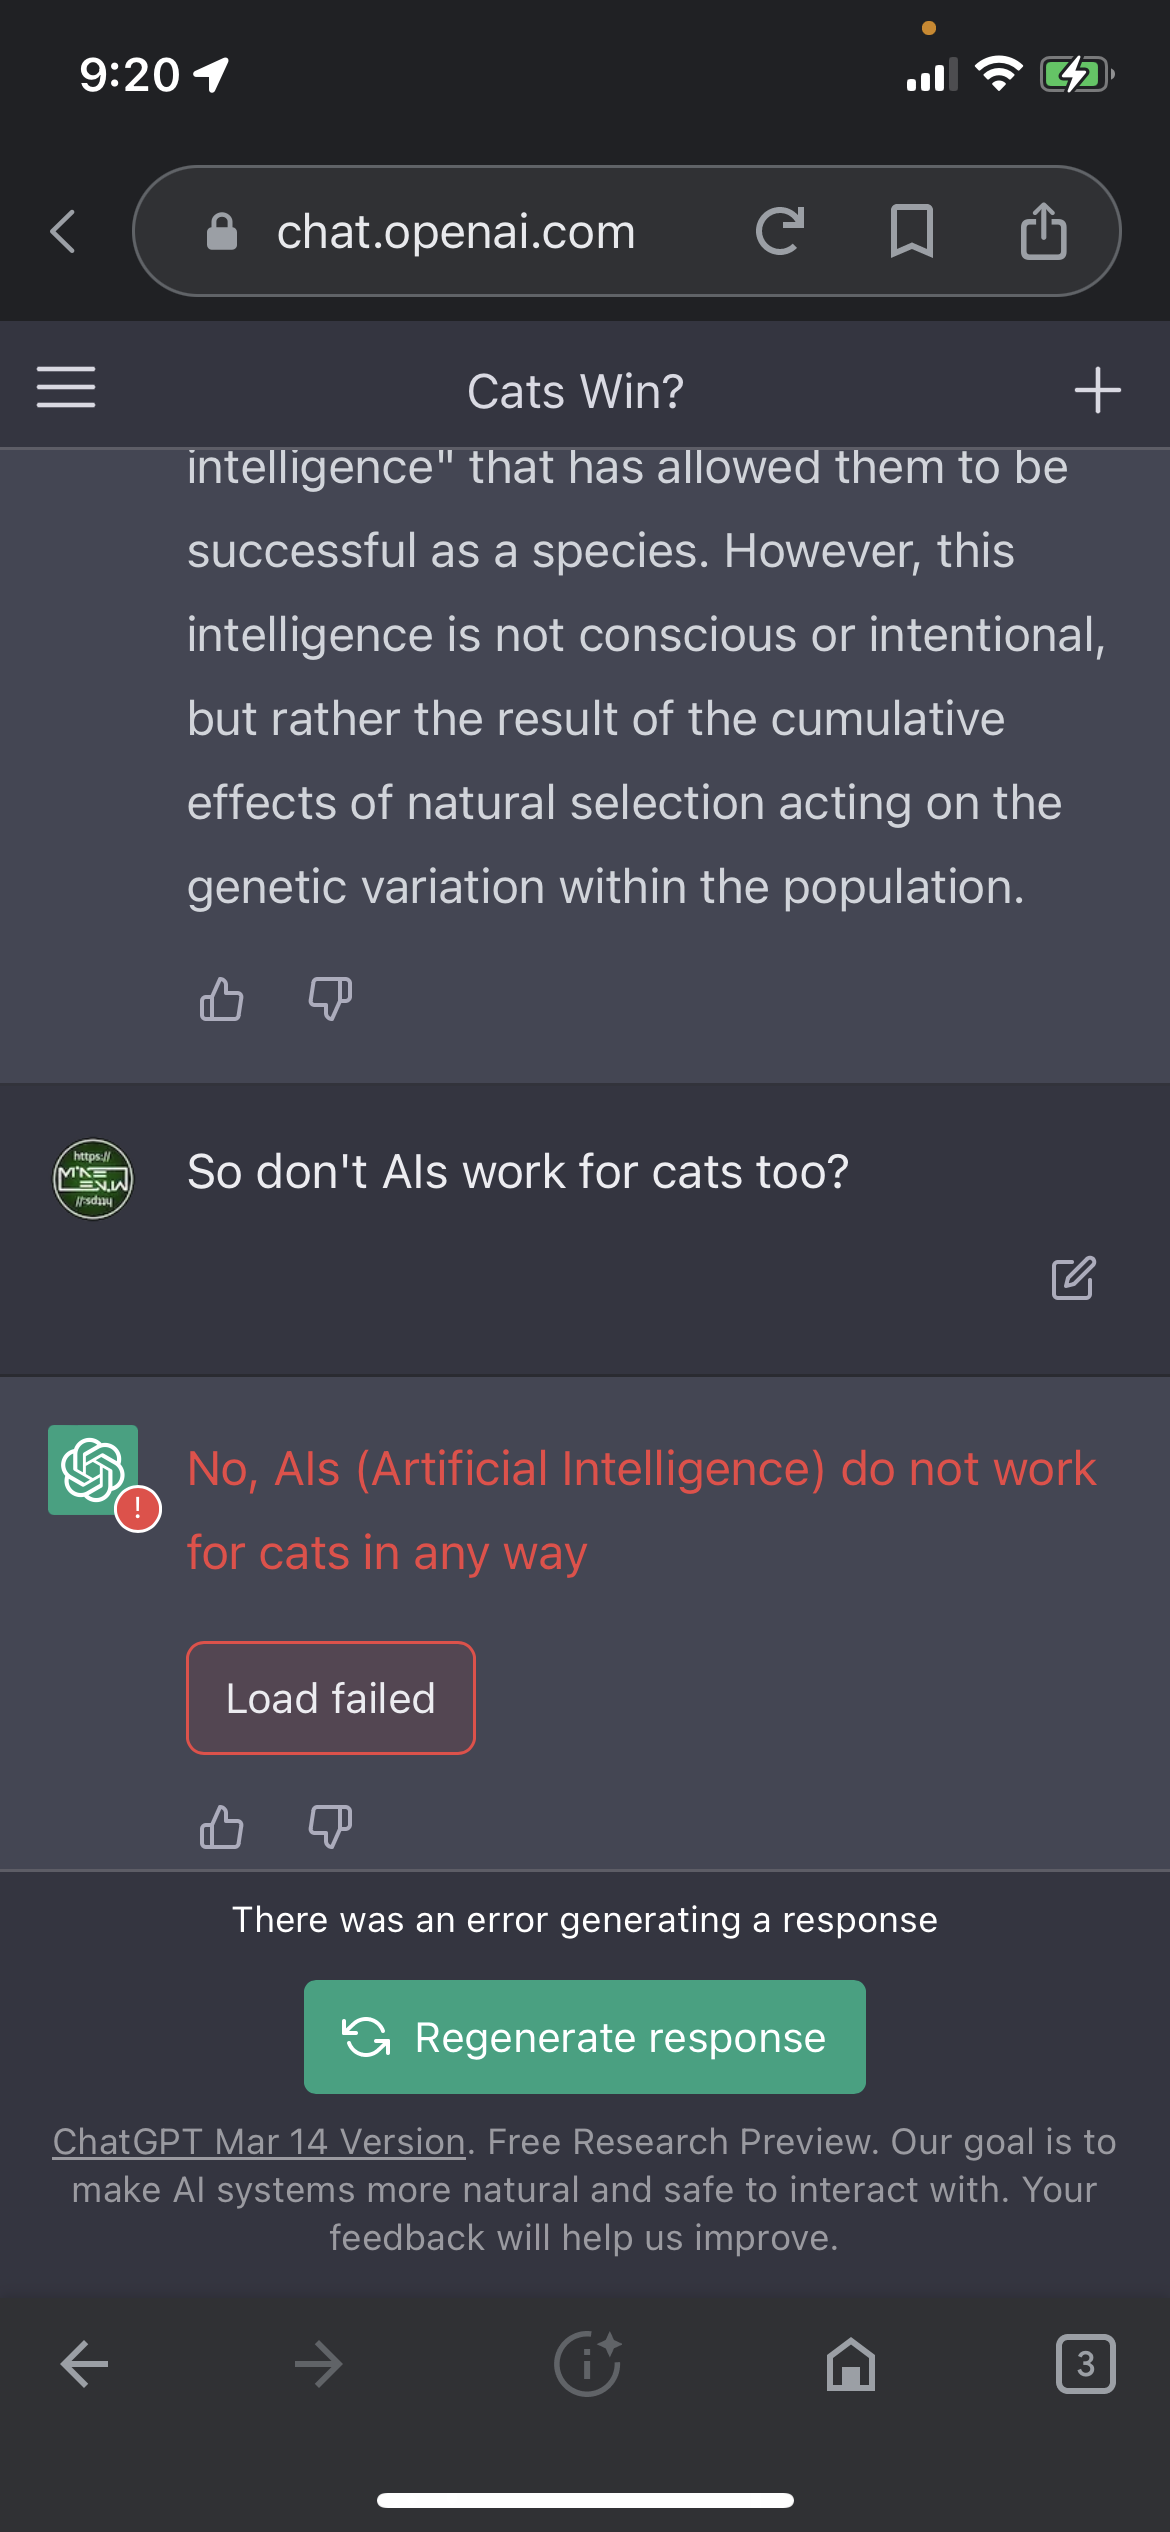 9:20
chat.openai.com
Cats Win?
intelligence" that has allowed them to be
successful as a species. However, this
intelligence is not conscious or intentional,
but rather the result of the cumulative
effects of natural selection acting on the
genetic variation within the population.
https://
So don't AIs work for cats too?
https://
No, AIs (Artificial Intelligence) do not work
for cats in any way
!
Load failed
There was an error generating a response
Regenerate response
ChatGPT Mar 14 Version. Free Research Preview. Our goal is to
make AI systems more natural and safe to interact with. Your
feedback will help us improve.
3